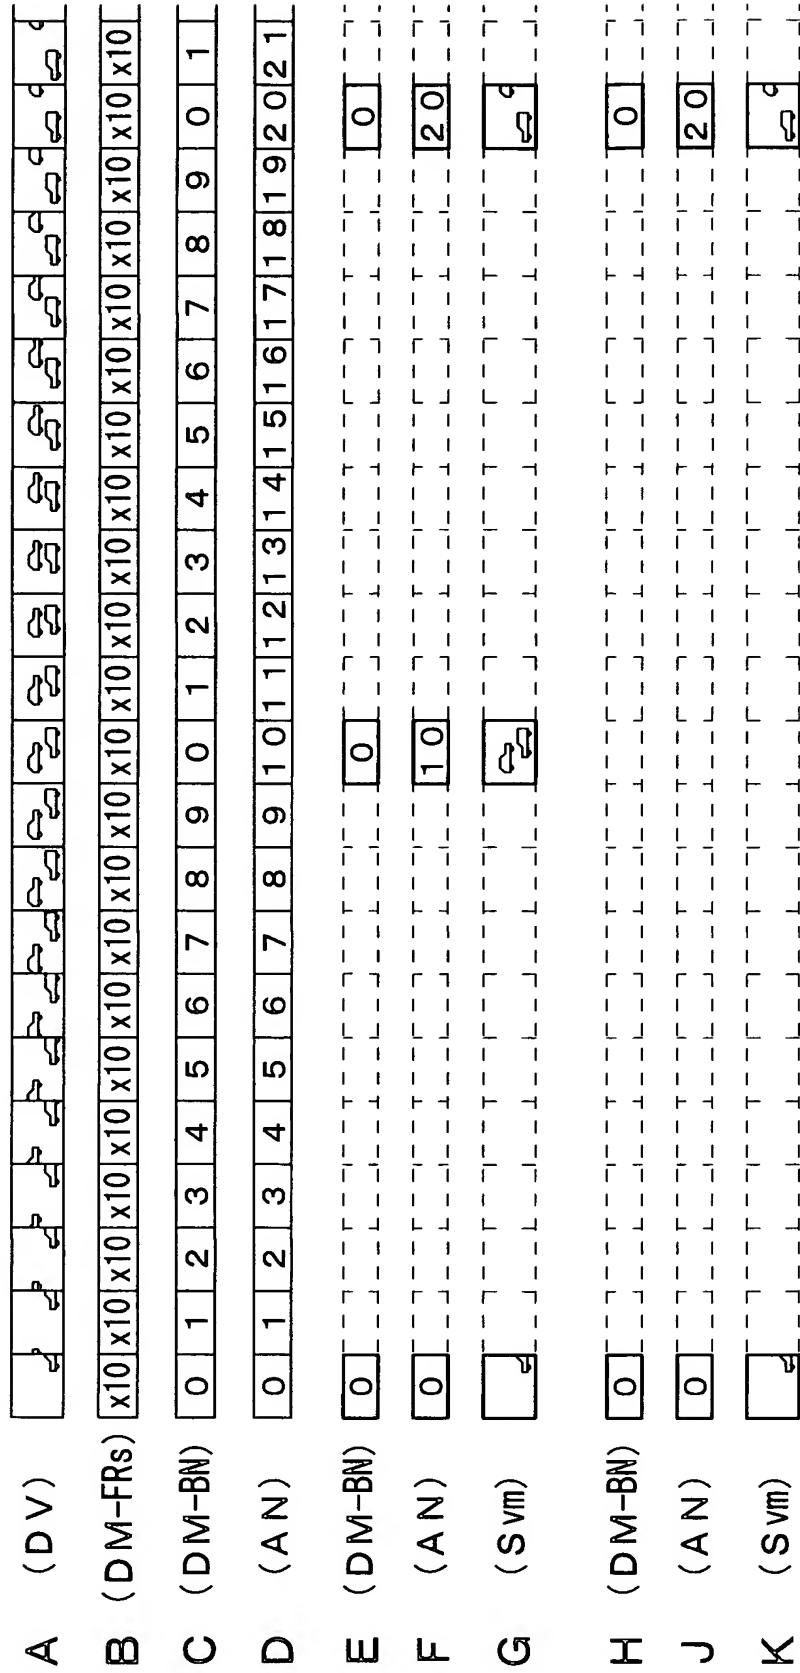 A (DV)
B (DM-FRs) x10 x10 x10 x10 x10 x10 x10 x10 x10 x10 x10 x10 x10 x10 x10 x10 x10 x10 x10 x10 x10 x10
C (DM-BN) 0 1 2 3 4 5 6 7 8 9 0 1 2 3 4 5 6 7 8 9 0 1
D (AN) 0 1 2 3 4 5 6 7 8 9 10 11 12 13 14 15 16 17 18 19 20 21
E (DM-BN) 0 0 0
F (AN) 0 10 20
G (Svm)
H (DM-BN) 0 0
J (AN) 0 20
K (Svm)